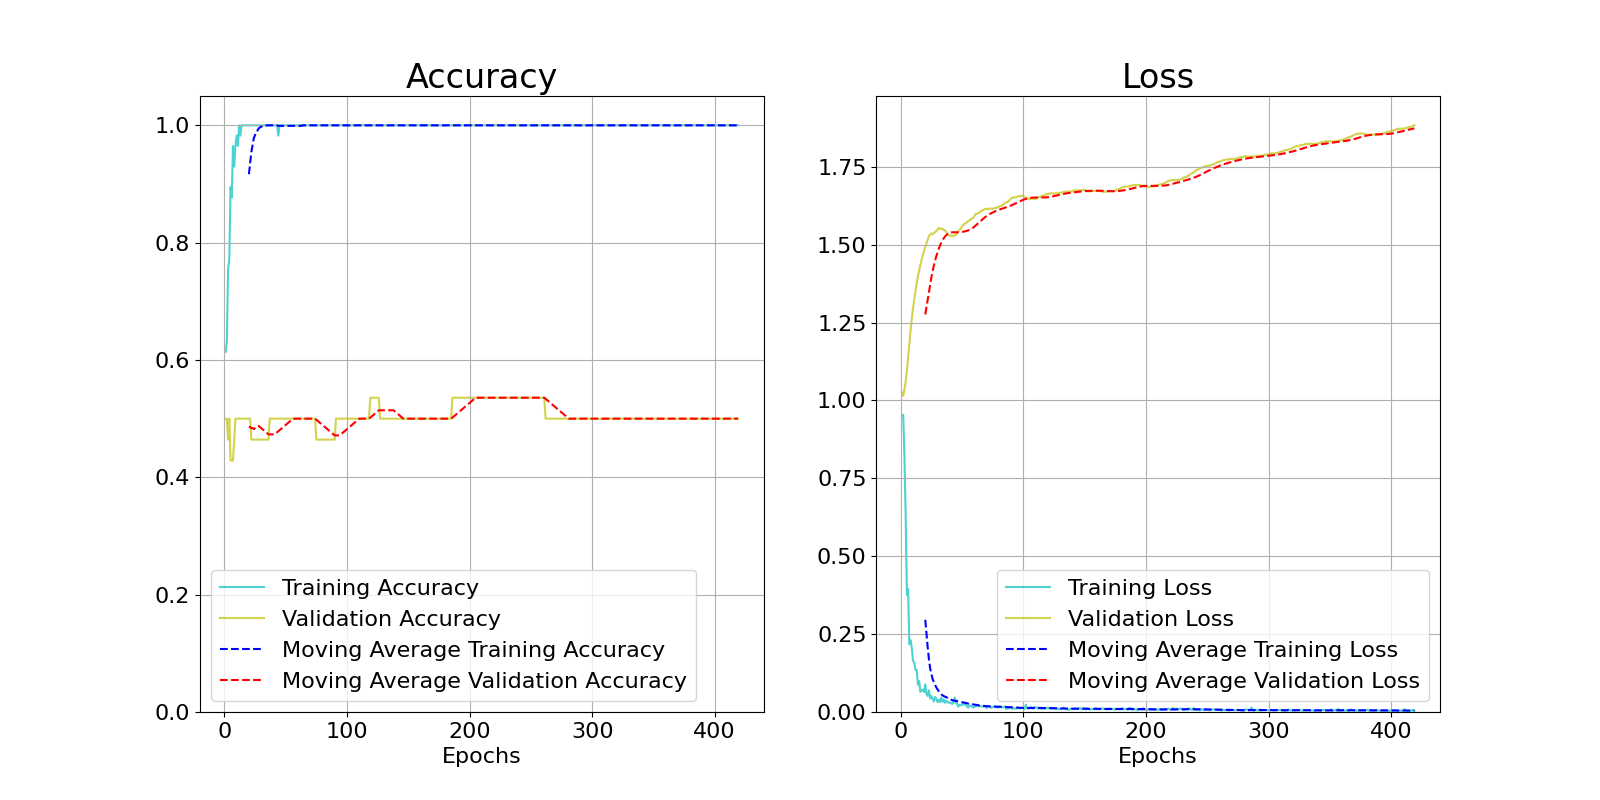 Accuracy
1.0
0.8
0.6
0.4
0.2
0.0
Training Accuracy
Validation Accuracy
Moving Average Training Accuracy
Moving Average Validation Accuracy
0 100 200 300 400
Epochs
Loss
1.75
1.50
1.25
1.00
0.75
0.50
0.25
0.00
Training Loss
Validation Loss
Moving Average Training Loss
Moving Average Validation Loss
0 100 200 300 400
Epochs